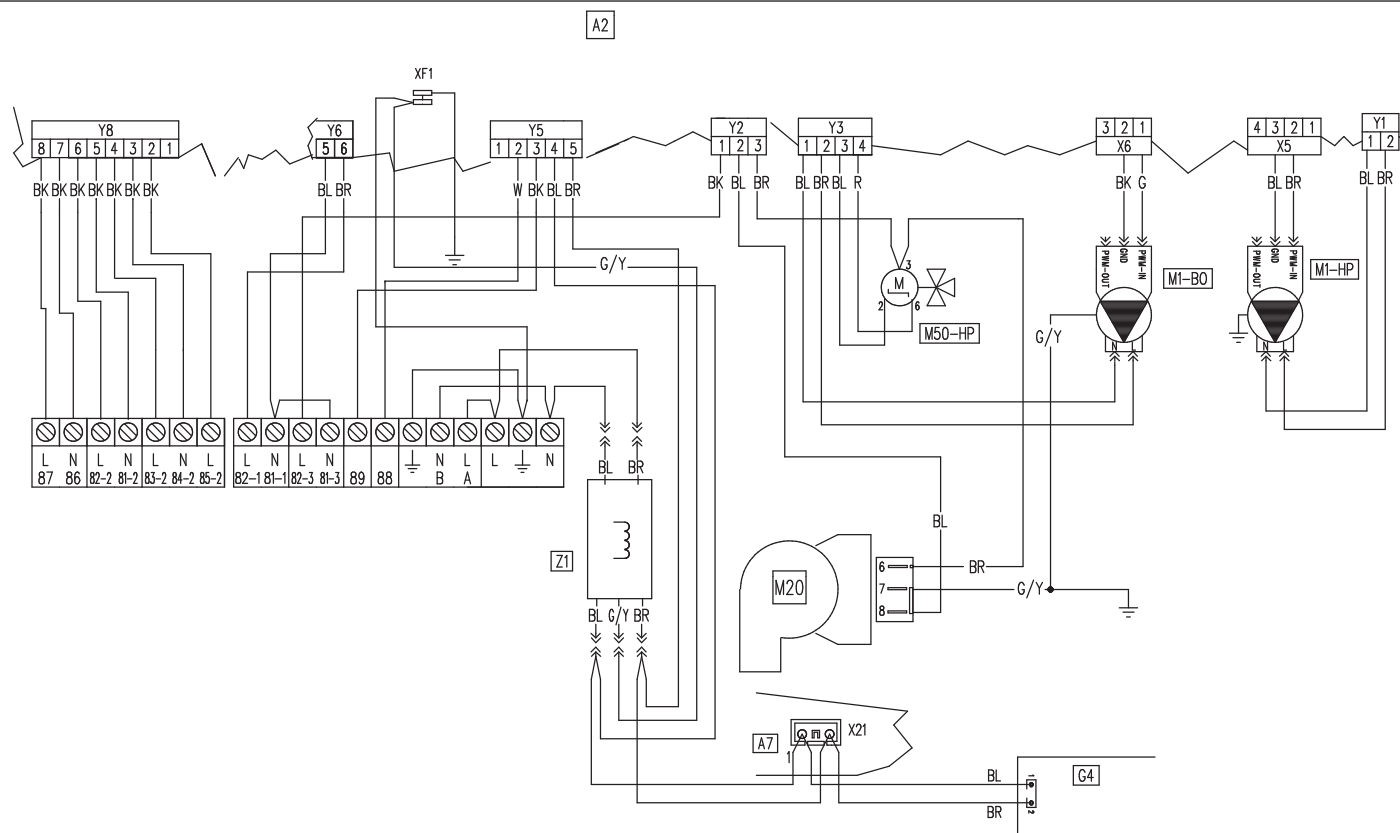 A2
XF1
Y8
8 7 6 5 4 3 2 1
Y6
5 6
Y5
1 2 3 4 5
Y2
1 2 3
Y3
1 2 3 4
3 2 1
X6
4 3 2 1
X5
Y1
1 2
BK BK BK BK BK BK BK
BL BR
W BK BL BR
BK BL BR
BL BR BL R
BK G
BL BR
BL BR
G/Y
PWM-OUT GND PWM-IN
M1-BO
PWM-OUT GND PWM-IN
M1-HP
3
M
2 6
M50-HP
G/Y
N L
N L
L N L N L N L
87 86 82-2 81-2 83-2 84-2 85-2
L N L N
82-1 81-1 82-3 81-3 89 88
N L L N
B A
BL BR
Z1
BL G/Y BR
BL
M20
6 BR
7 G/Y
8
X21
A7
1
BL
G4
1
2
BR